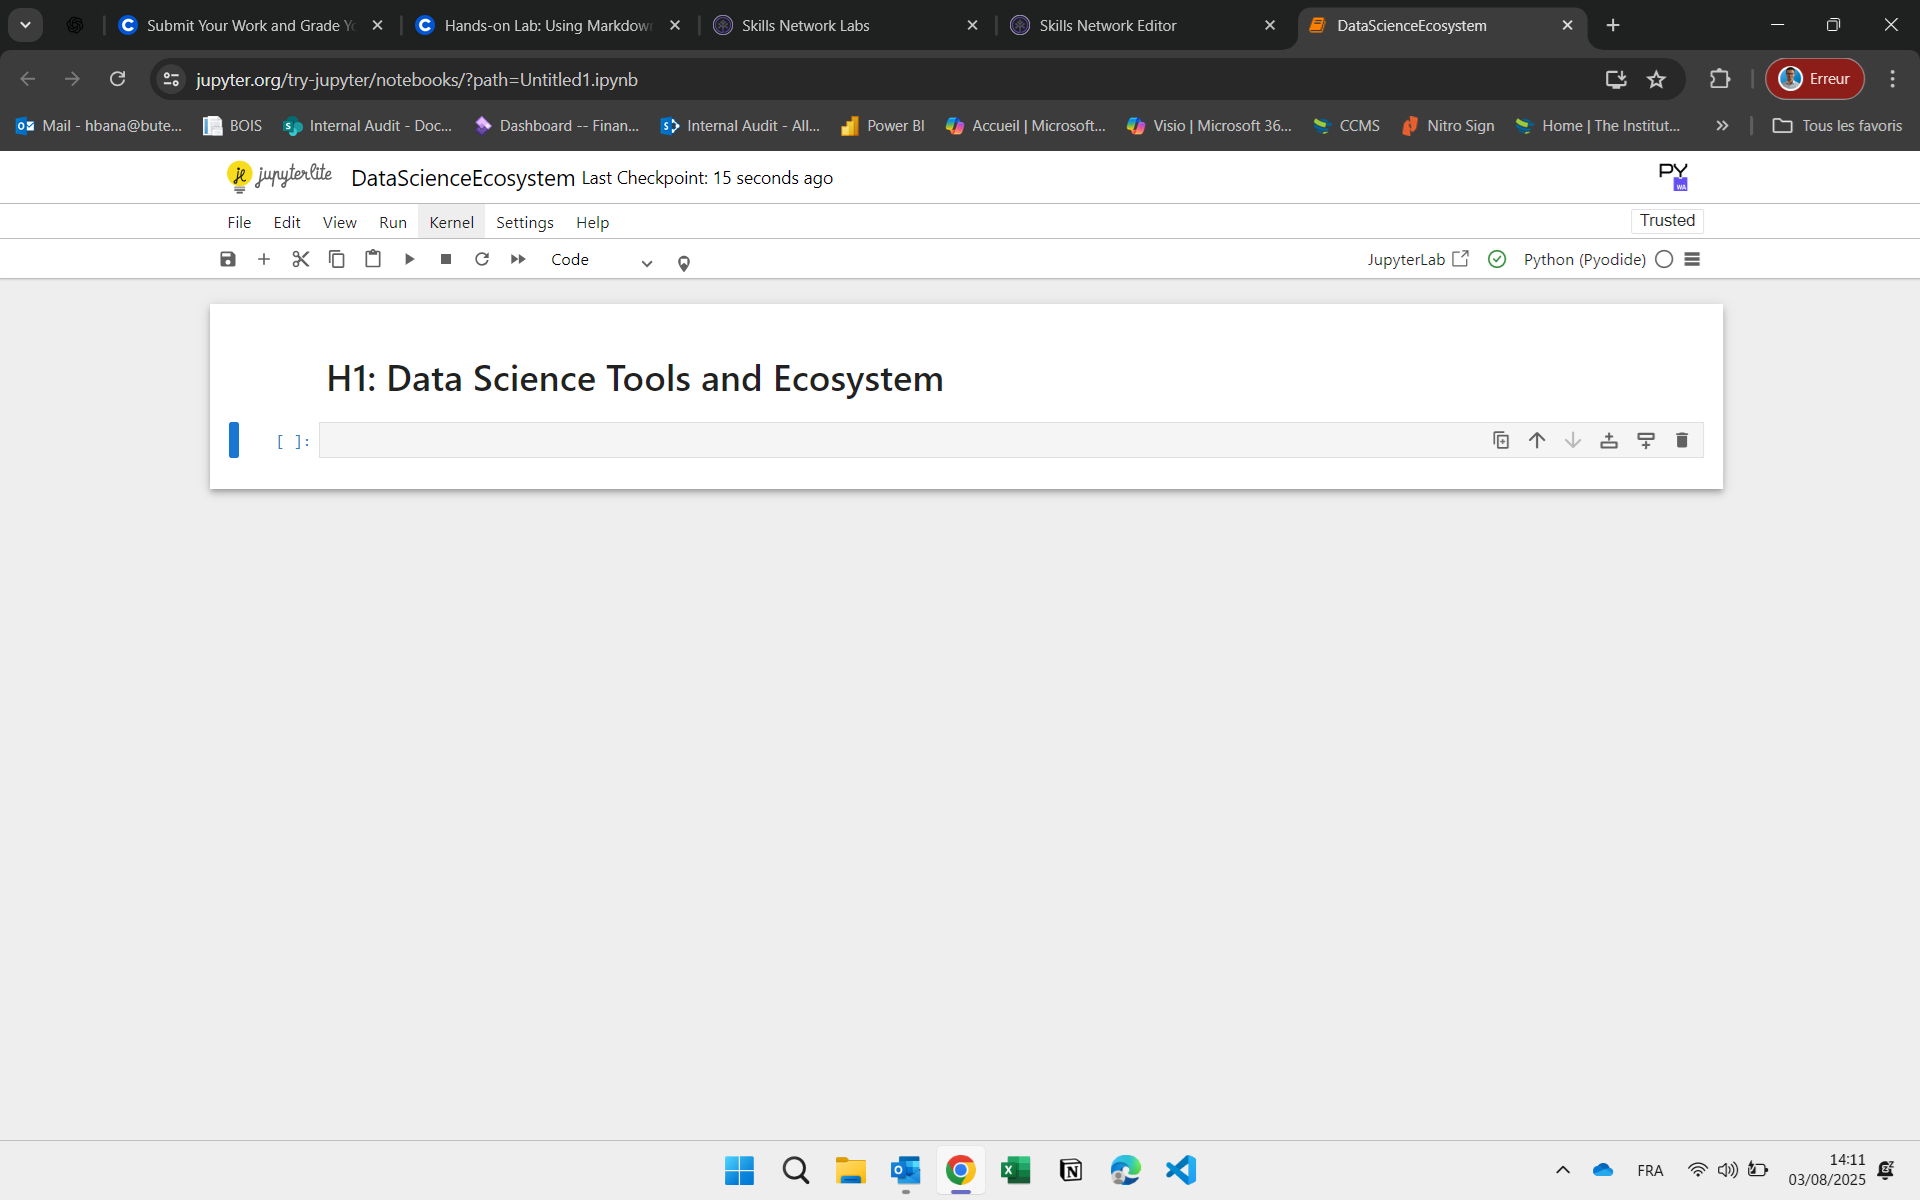 Submit Your Work and Grade Yo
Hands-on Lab: Using Markdown
Skills Network Labs
Skills Network Editor
DataScienceEcosystem
jupyter.org/try-jupyter/notebooks/?path=Untitled1.ipynb
Erreur
Mail - hbana@bute...
BOIS
Internal Audit - Doc...
Dashboard -- Finan...
Internal Audit - All...
Power BI
Accueil | Microsoft...
Visio | Microsoft 36...
CCMS
Nitro Sign
Home | The Institut...
Tous les favoris
jupyterlite
DataScienceEcosystem Last Checkpoint: 15 seconds ago
PY
WA
File Edit View Run Kernel Settings Help
Trusted
Code
JupyterLab
Python (Pyodide)
H1: Data Science Tools and Ecosystem
[ ]:
FRA
14:11
03/08/2025